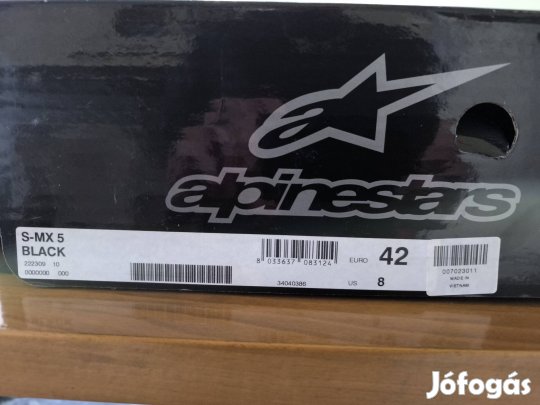 alpinestars
S-MX 5
BLACK
222309 10
0000000 000
8 033637 083124
34040386
EURO 42
US 8
007023011
MADE IN
VIETNAM
Jófogás